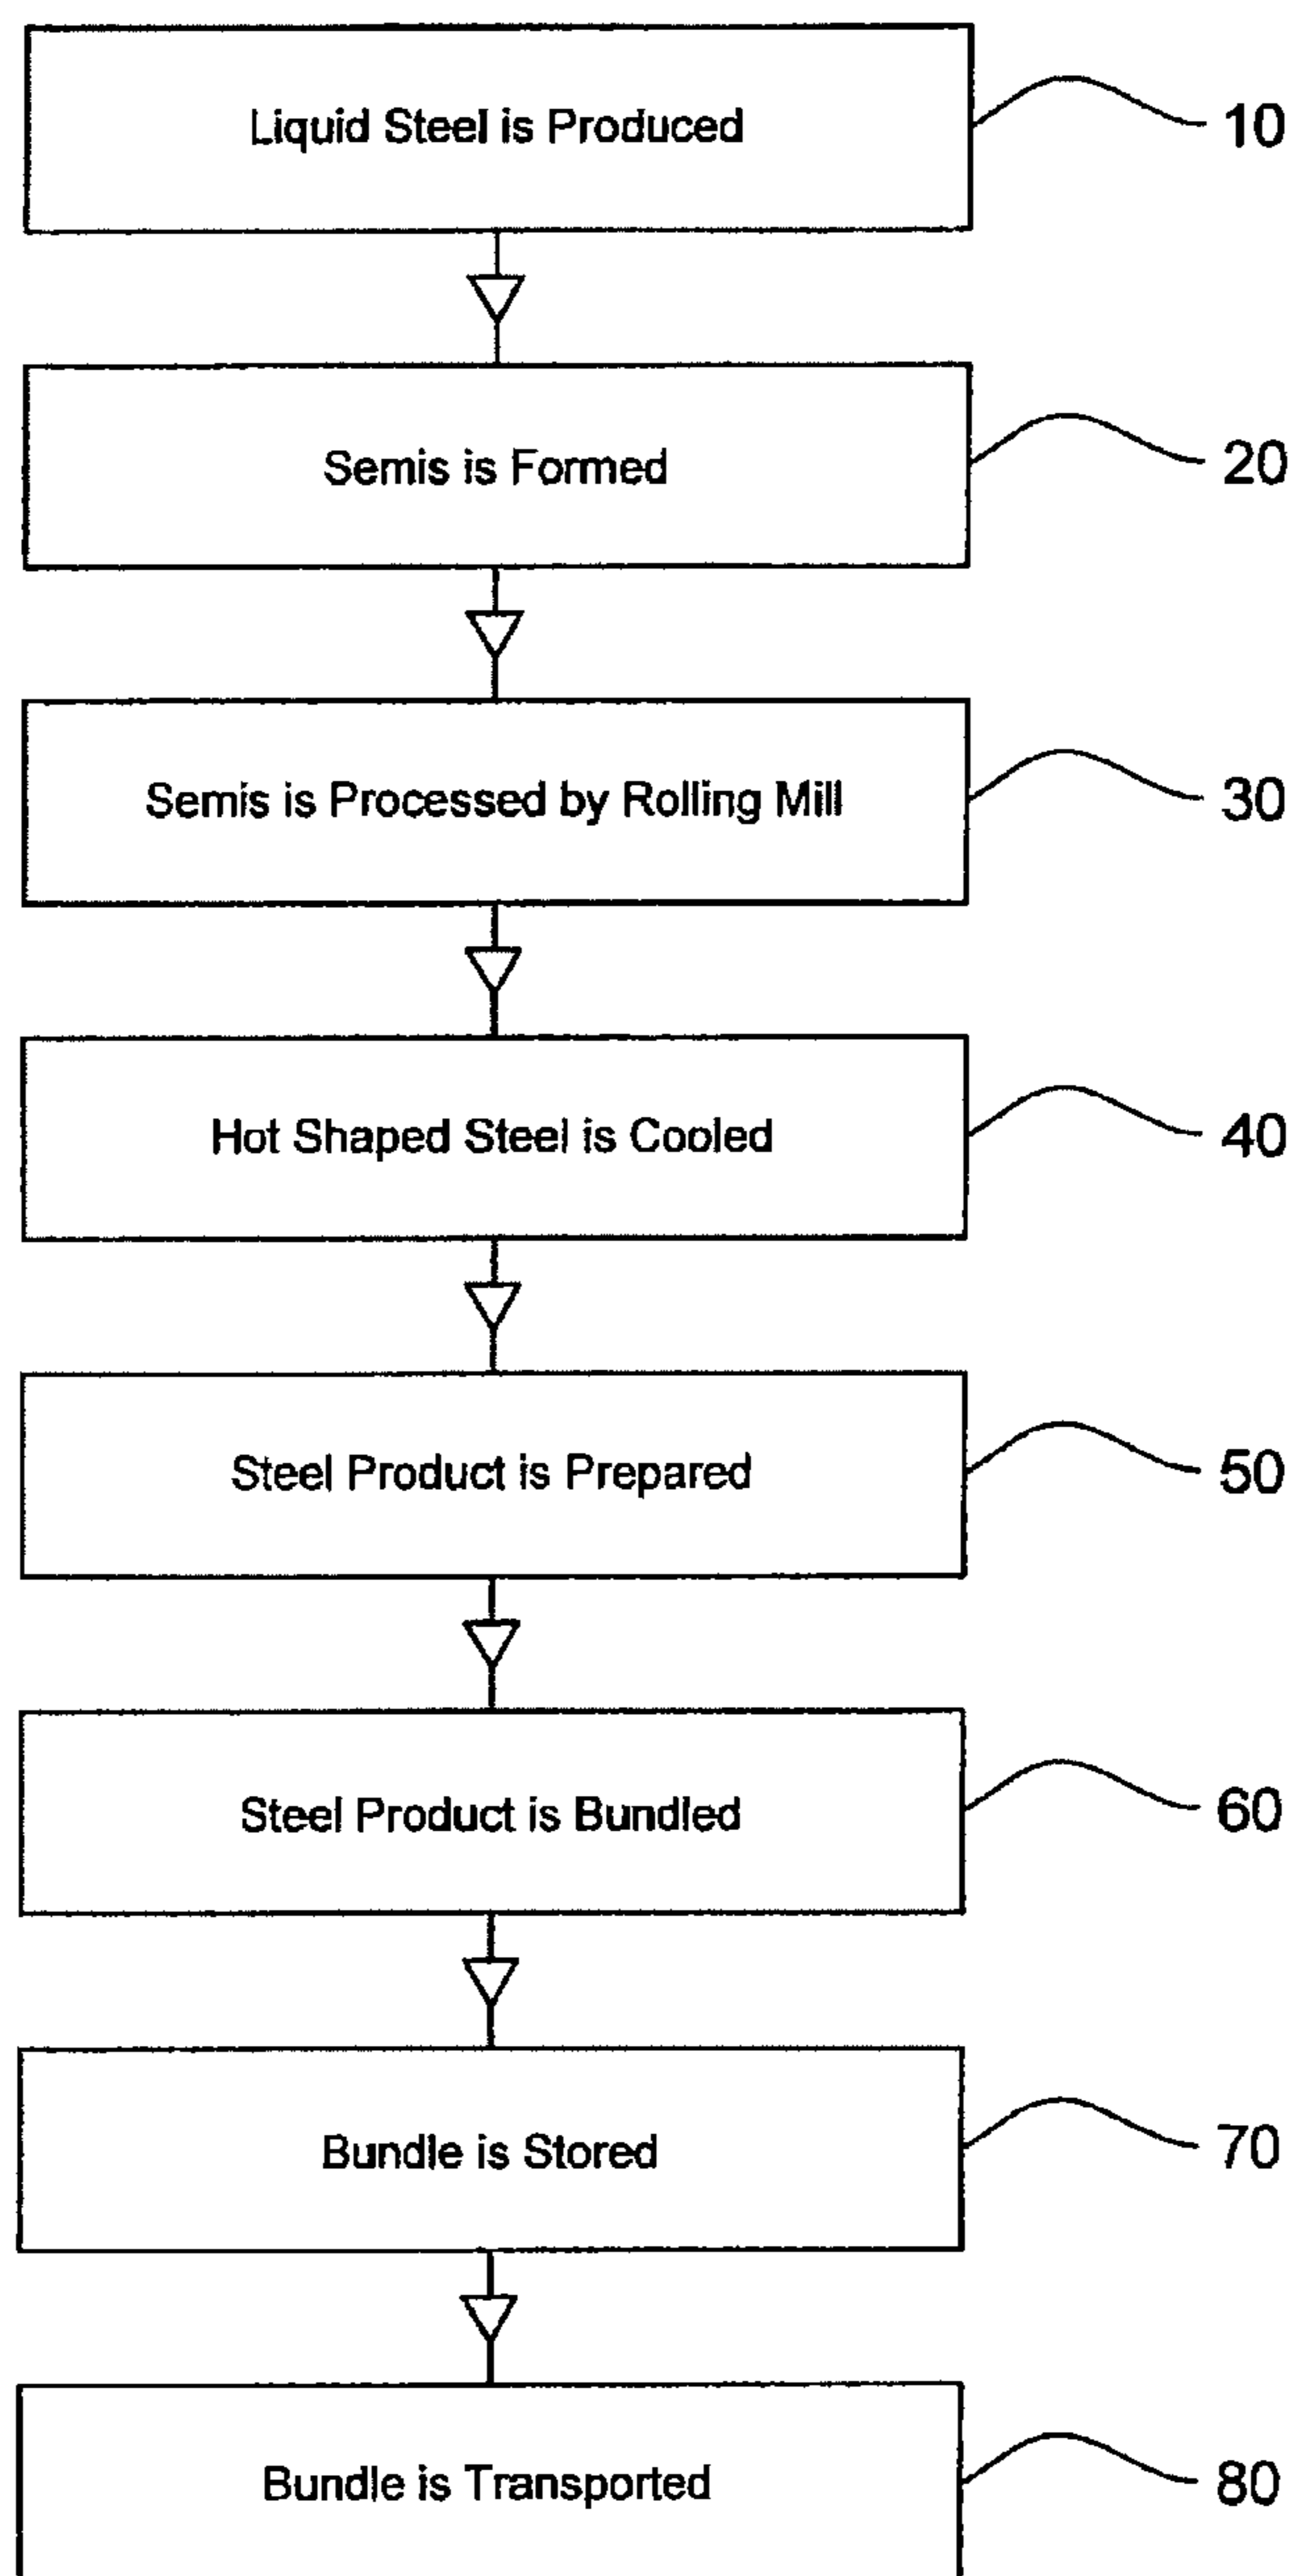 Liquid Steel is Produced
10
Semis is Formed
20
Semis is Processed by Rolling Mill
30
Hot Shaped Steel is Cooled
40
Steel Product is Prepared
50
Steel Product is Bundled
60
Bundle is Stored
70
Bundle is Transported
80